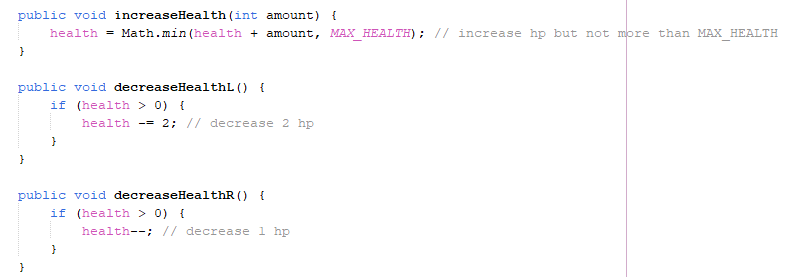 public void increaseHealth(int amount) {
    health = Math.min(health + amount, MAX_HEALTH); // increase hp but not more than MAX_HEALTH
}

public void decreaseHealthL() {
    if (health > 0) {
        health -= 2; // decrease 2 hp
    }
}

public void decreaseHealthR() {
    if (health > 0) {
        health--; // decrease 1 hp
    }
}